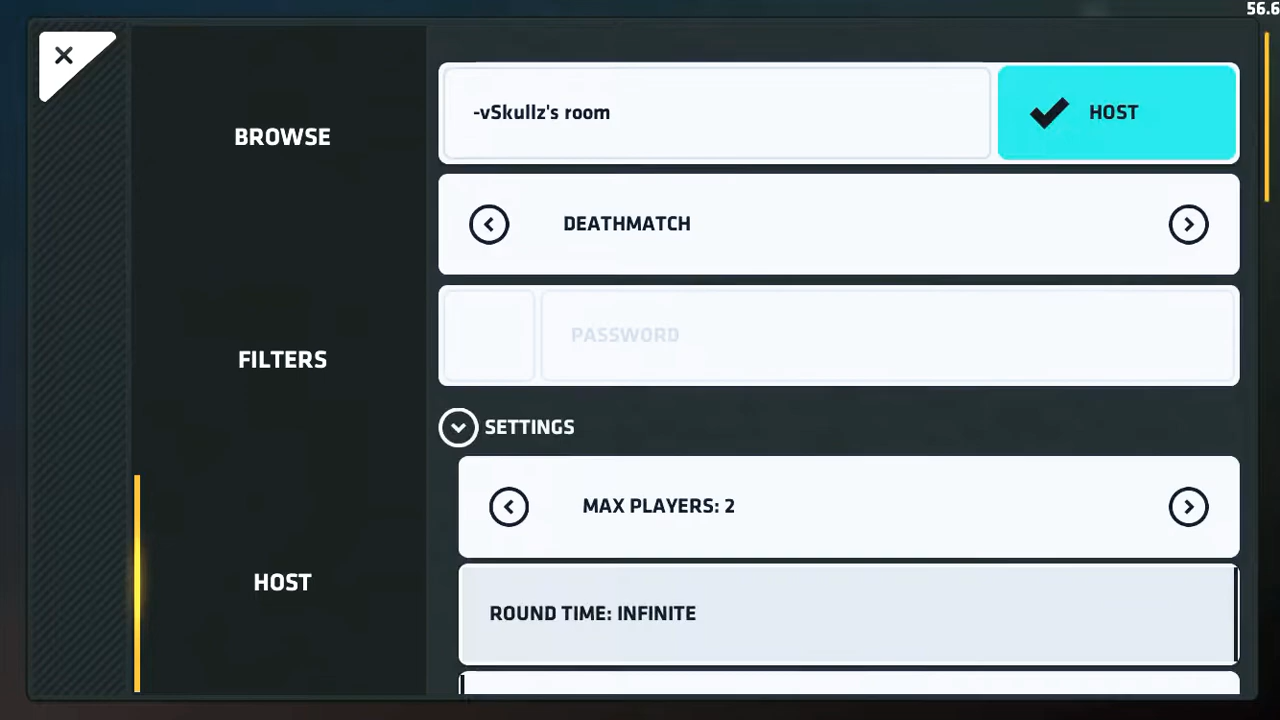 56.6
BROWSE
FILTERS
HOST
-vSkullz's room
HOST
DEATHMATCH
PASSWORD
SETTINGS
MAX PLAYERS: 2
ROUND TIME: INFINITE